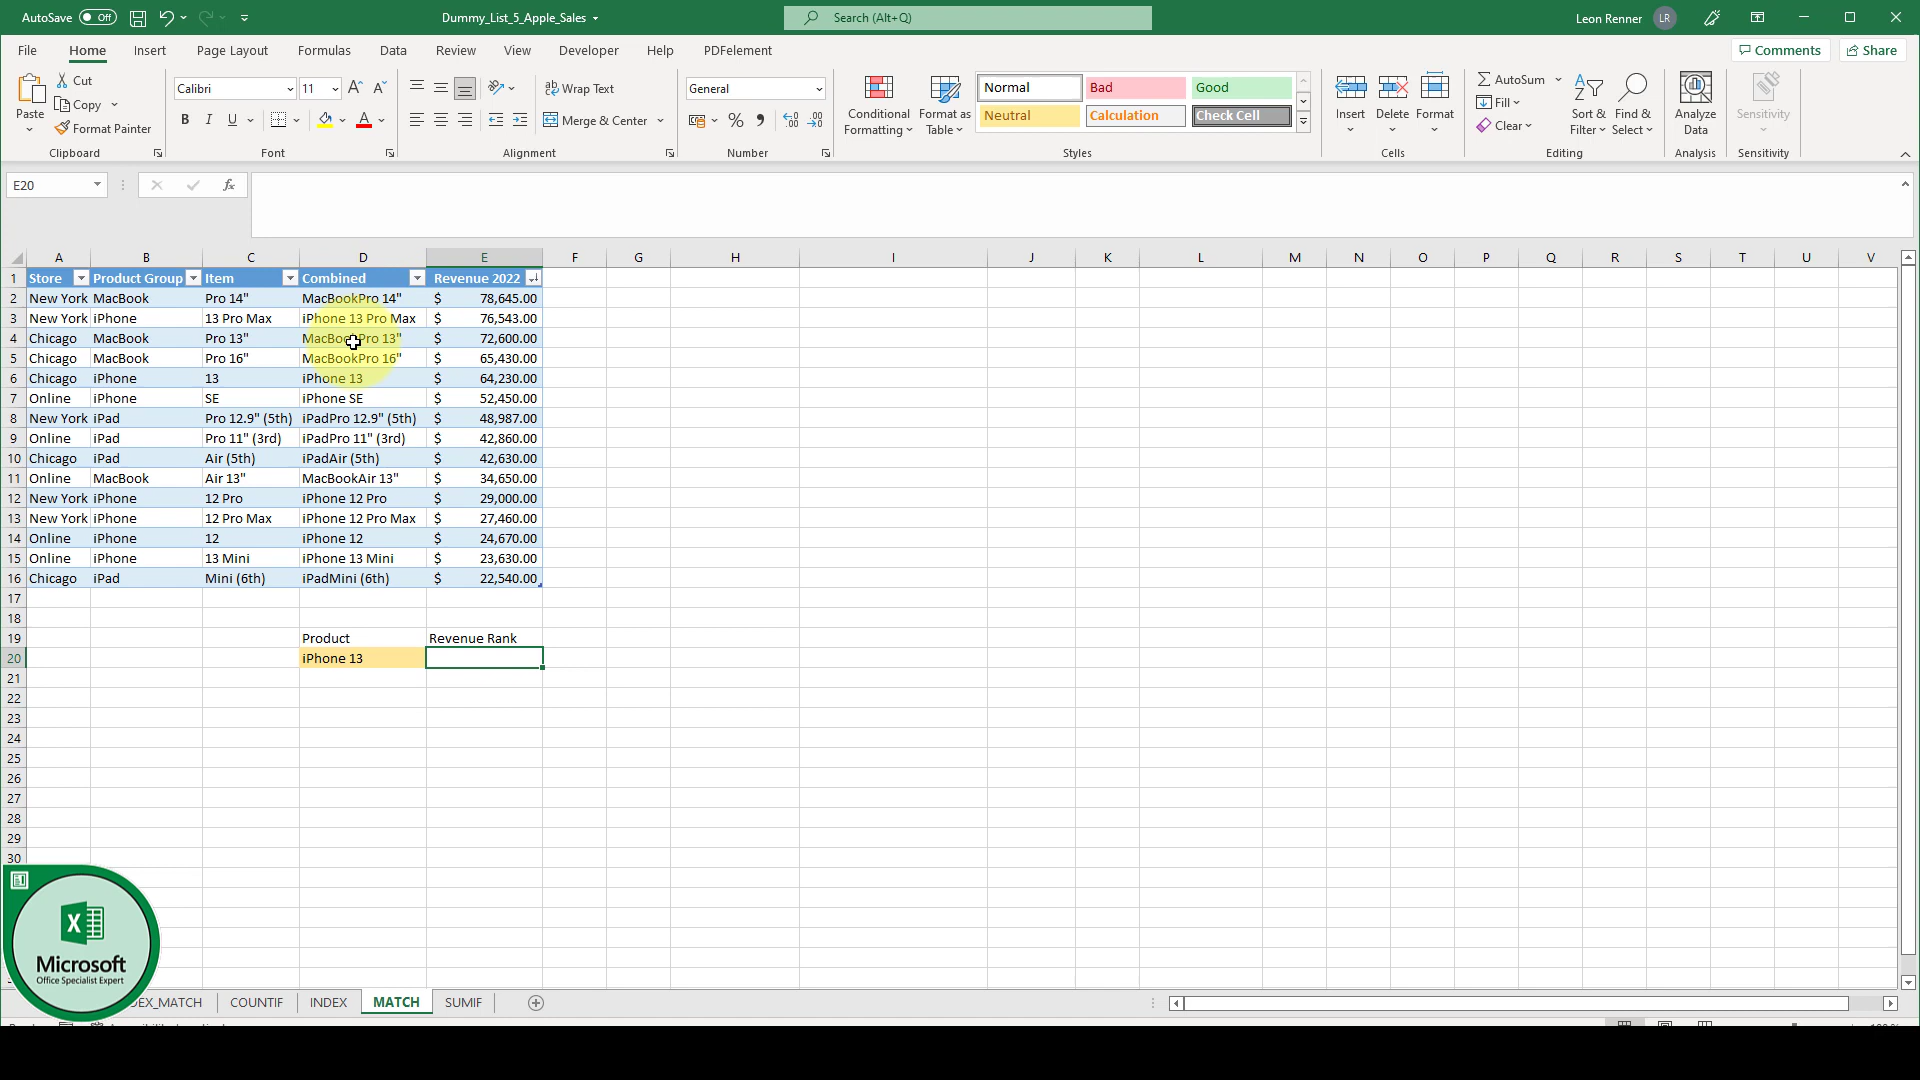 AutoSave Off Dummy_List_5_Apple_Sales Search (Alt+Q) Leon Renner LR
File Home Insert Page Layout Formulas Data Review View Developer Help PDFelement Comments Share
Paste Cut Copy Format Painter Clipboard
Calibri 11 B I U Font
Wrap Text Merge & Center Alignment
General % Number
Conditional Formatting Format as Table Normal Bad Good Neutral Calculation Check Cell Styles
Insert Delete Format Cells
AutoSum Fill Clear Sort & Filter Find & Select Editing
Analyze Data Analysis
Sensitivity Sensitivity
E20 fx
A B C D E F G H I J K L M N O P Q R S T U V
1 Store Product Group Item Combined Revenue 2022
2 New York MacBook Pro 14" MacBookPro 14" $ 78,645.00
3 New York iPhone 13 Pro Max iPhone 13 Pro Max $ 76,543.00
4 Chicago MacBook Pro 13" MacBookPro 13" $ 72,600.00
5 Chicago MacBook Pro 16" MacBookPro 16" $ 65,430.00
6 Chicago iPhone 13 iPhone 13 $ 64,230.00
7 Online iPhone SE iPhone SE $ 52,450.00
8 New York iPad Pro 12.9" (5th) iPadPro 12.9" (5th) $ 48,987.00
9 Online iPad Pro 11" (3rd) iPadPro 11" (3rd) $ 42,860.00
10 Chicago iPad Air (5th) iPadAir (5th) $ 42,630.00
11 Online MacBook Air 13" MacBookAir 13" $ 34,650.00
12 New York iPhone 12 Pro iPhone 12 Pro $ 29,000.00
13 New York iPhone 12 Pro Max iPhone 12 Pro Max $ 27,460.00
14 Online iPhone 12 iPhone 12 $ 24,670.00
15 Online iPhone 13 Mini iPhone 13 Mini $ 23,630.00
16 Chicago iPad Mini (6th) iPadMini (6th) $ 22,540.00
17
18
19 Product Revenue Rank
20 iPhone 13
21
22
23
24
25
26
27
28
29
30
X
Microsoft
Office Specialist Expert
EX_MATCH COUNTIF INDEX MATCH SUMIF